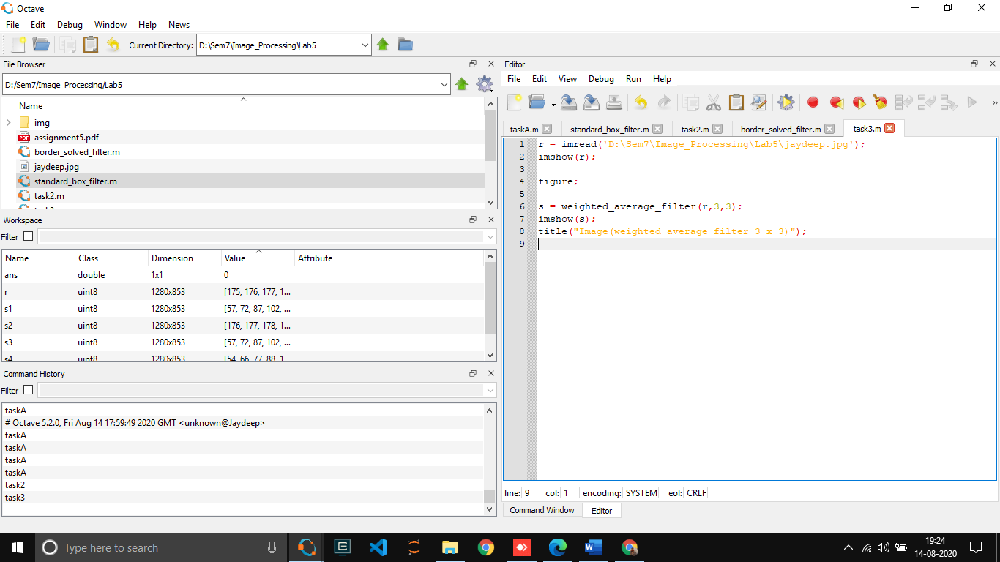 Octave
File Edit Debug Window Help News
Current Directory: D:\Sem7\Image_Processing\Lab5
File Browser
D:/Sem7/Image_Processing/Lab5
Name
img
assignment5.pdf
border_solved_filter.m
jaydeep.jpg
standard_box_filter.m
task2.m
Workspace
Filter
Name Class Dimension Value Attribute
ans double 1x1 0
r uint8 1280x853 [175, 176, 177, 1...
s1 uint8 1280x853 [57, 72, 87, 102, ...
s2 uint8 1280x853 [176, 177, 178, 1...
s3 uint8 1280x853 [57, 72, 87, 102, ...
s4 uint8 1280x853 [54, 66, 77, 88, 1...
Command History
Filter
taskA
# Octave 5.2.0, Fri Aug 14 17:59:49 2020 GMT <unknown@Jaydeep>
taskA
taskA
taskA
taskA
task2
task3
Editor
File Edit View Debug Run Help
taskA.m standard_box_filter.m task2.m border_solved_filter.m task3.m
1 r = imread('D:\Sem7\Image_Processing\Lab5\jaydeep.jpg');
2 imshow(r);
3
4 figure;
5
6 s = weighted_average_filter(r,3,3);
7 imshow(s);
8 title("Image(weighted average filter 3 x 3)");
9
line: 9 col: 1 encoding: SYSTEM eol: CRLF
Command Window Editor
Type here to search
19:24
14-08-2020